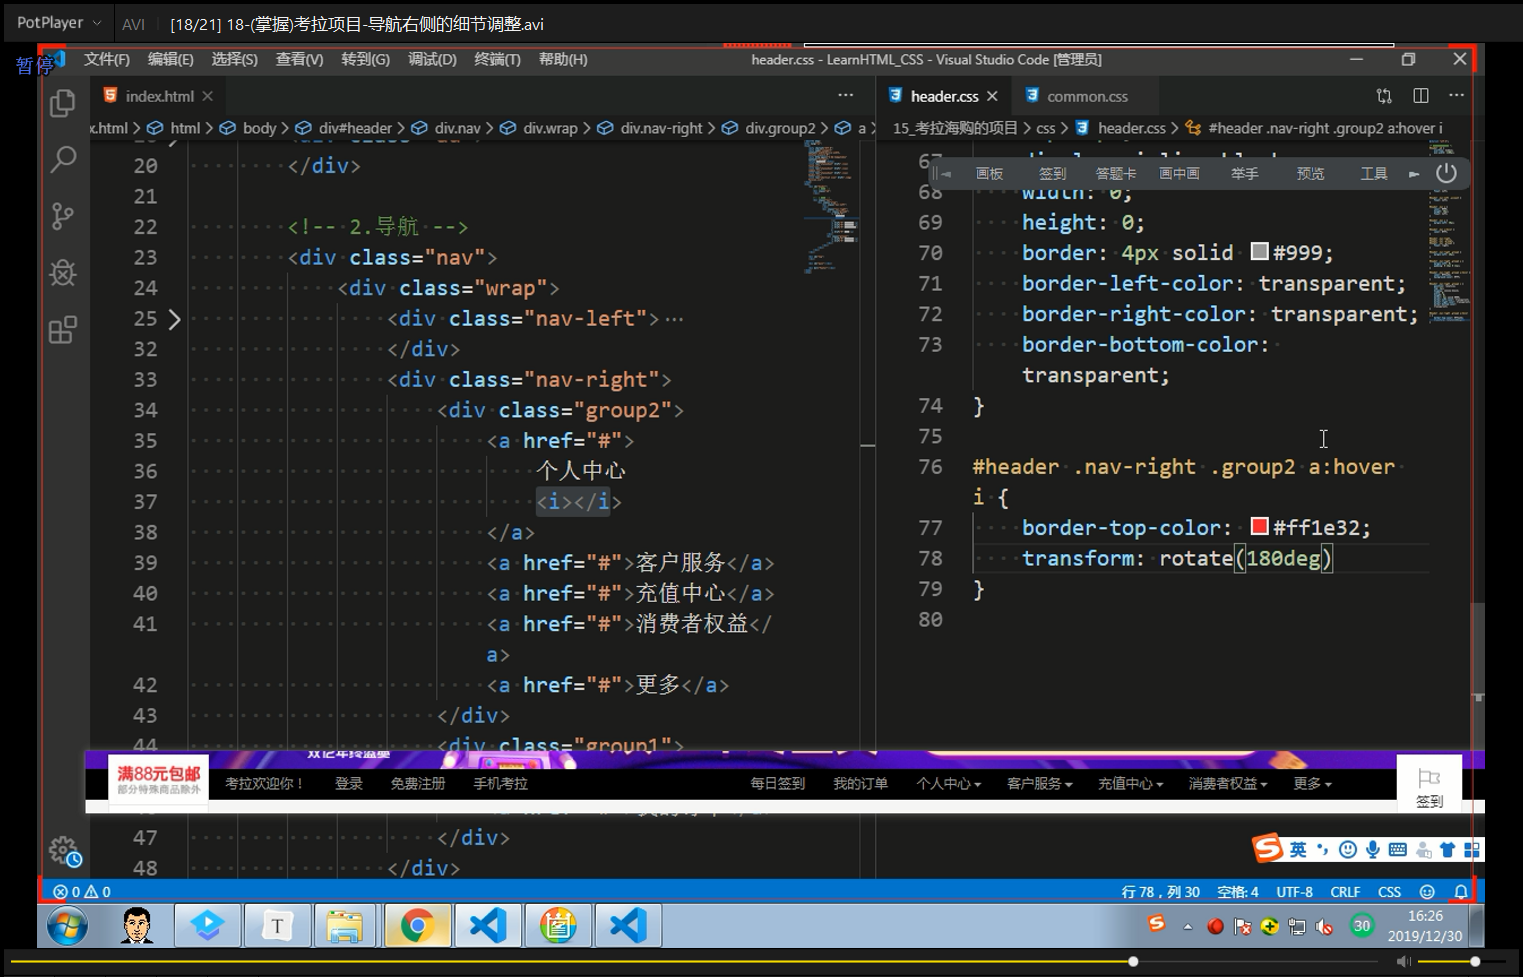 PotPlayer AVI [18/21] 18-(掌握)考拉项目-导航右侧的细节调整.avi
暂停
文件(F) 编辑(E) 选择(S) 查看(V) 转到(G) 调试(D) 终端(T) 帮助(H) header.css - LearnHTML_CSS - Visual Studio Code [管理员]
index.html
header.css common.css
x.html > html > body > div#header > div.nav > div.wrap > div.nav-right > div.group2 > a >
15_考拉海购的项目 > css > header.css > #header .nav-right .group2 a:hover i
画板 签到 答题卡 画中画 举手 预览 工具
20 </div>
21
22 <!-- 2.导航 -->
23 <div class="nav">
24 <div class="wrap">
25 <div class="nav-left">…
32 </div>
33 <div class="nav-right">
34 <div class="group2">
35 <a href="#">
36 个人中心
37 <i></i>
38 </a>
39 <a href="#">客户服务</a>
40 <a href="#">充值中心</a>
41 <a href="#">消费者权益</
a>
42 <a href="#">更多</a>
43 </div>
44 <div class="group1">
47 </div>
48 </div>
67
68 width: 0;
69 height: 0;
70 border: 4px solid #999;
71 border-left-color: transparent;
72 border-right-color: transparent;
73 border-bottom-color:
transparent;
74 }
75
76 #header .nav-right .group2 a:hover
i {
77 border-top-color: #ff1e32;
78 transform: rotate(180deg)
79 }
80
满88元包邮
部分特殊商品除外
考拉欢迎你！ 登录 免费注册 手机考拉 每日签到 我的订单 个人中心 客户服务 充值中心 消费者权益 更多
签到
英
0 0 行 78，列 30 空格: 4 UTF-8 CRLF CSS
T
30
16:26
2019/12/30